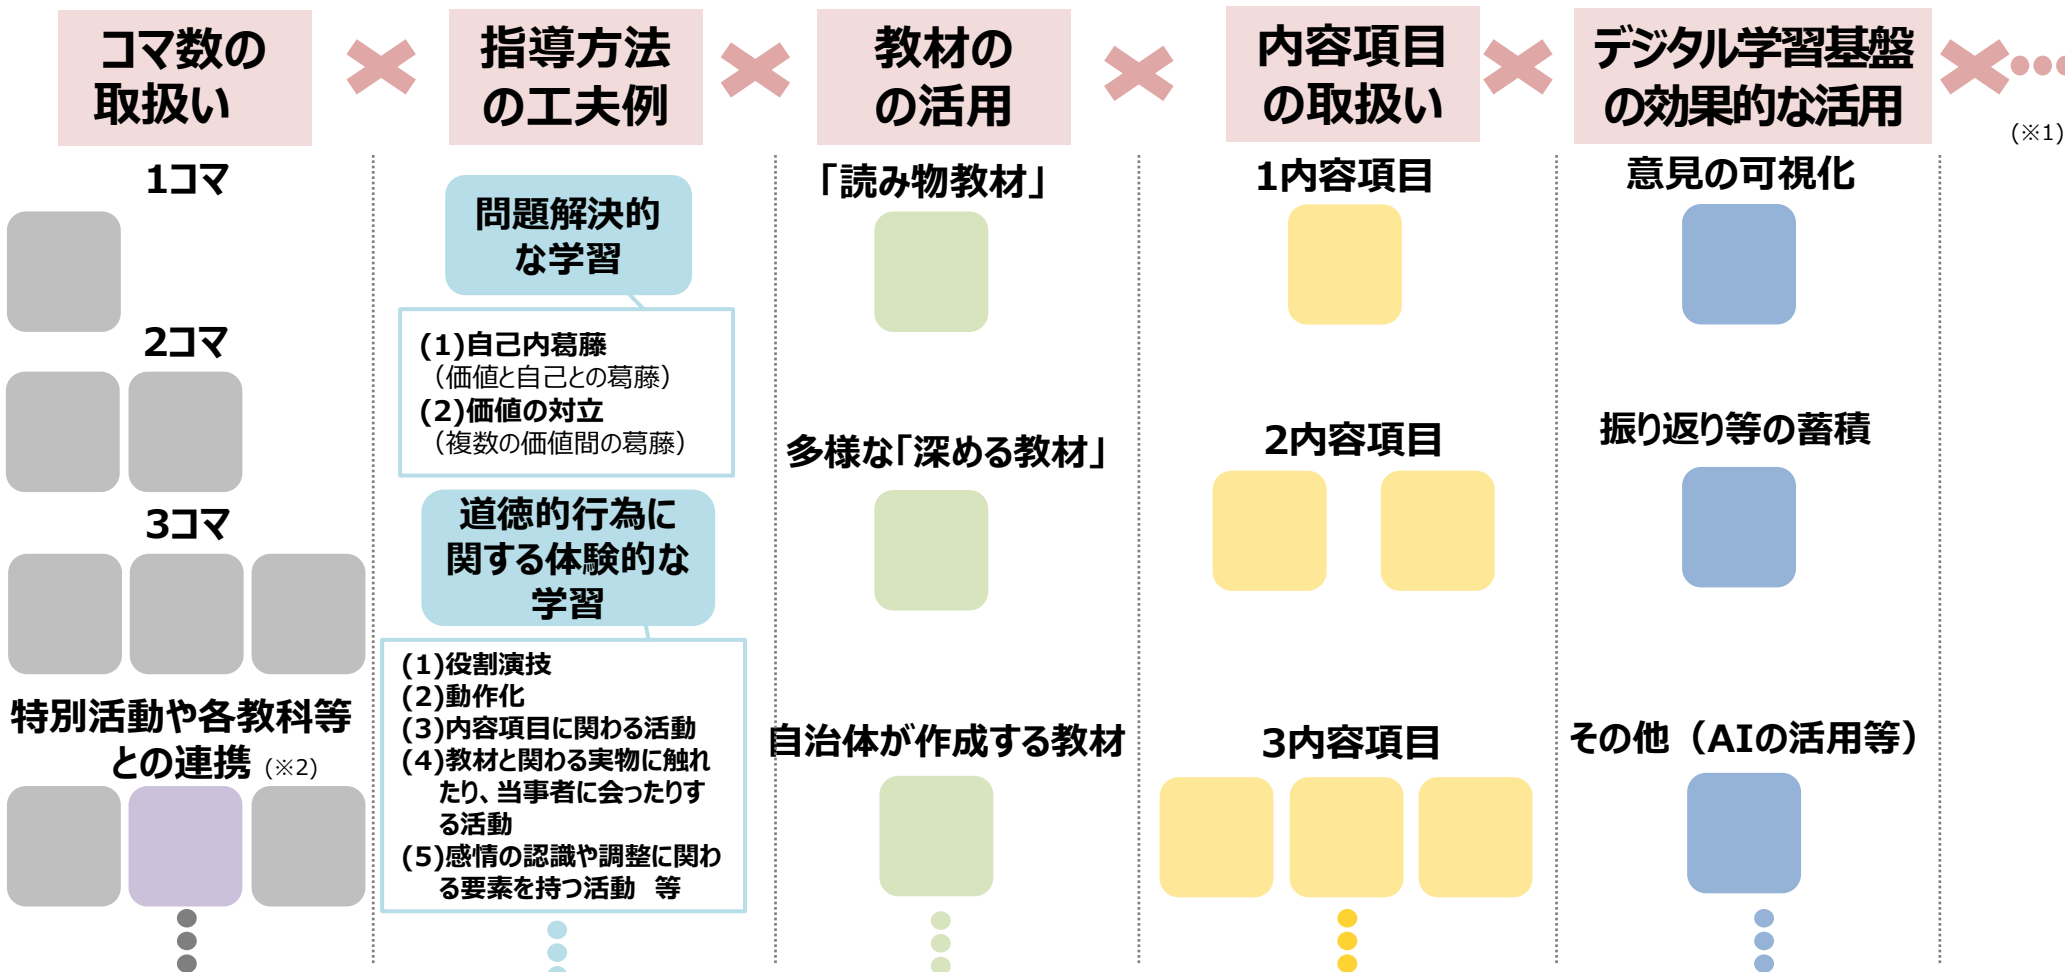 コマ数の
取扱い
指導方法
の工夫例
教材の
の活用
内容項目
の取扱い
デジタル学習基盤
の効果的な活用
(※1)
1コマ
2コマ
3コマ
特別活動や各教科等
との連携 (※2)
問題解決的
な学習
(1)自己内葛藤
（価値と自己との葛藤）
(2)価値の対立
（複数の価値間の葛藤）
道徳的行為に
関する体験的な
学習
(1)役割演技
(2)動作化
(3)内容項目に関わる活動
(4)教材と関わる実物に触れ
たり、当事者に会ったりす
る活動
(5)感情の認識や調整に関わ
る要素を持つ活動　等
「読み物教材」
多様な「深める教材」
自治体が作成する教材
1内容項目
2内容項目
3内容項目
意見の可視化
振り返り等の蓄積
その他（AIの活用等）